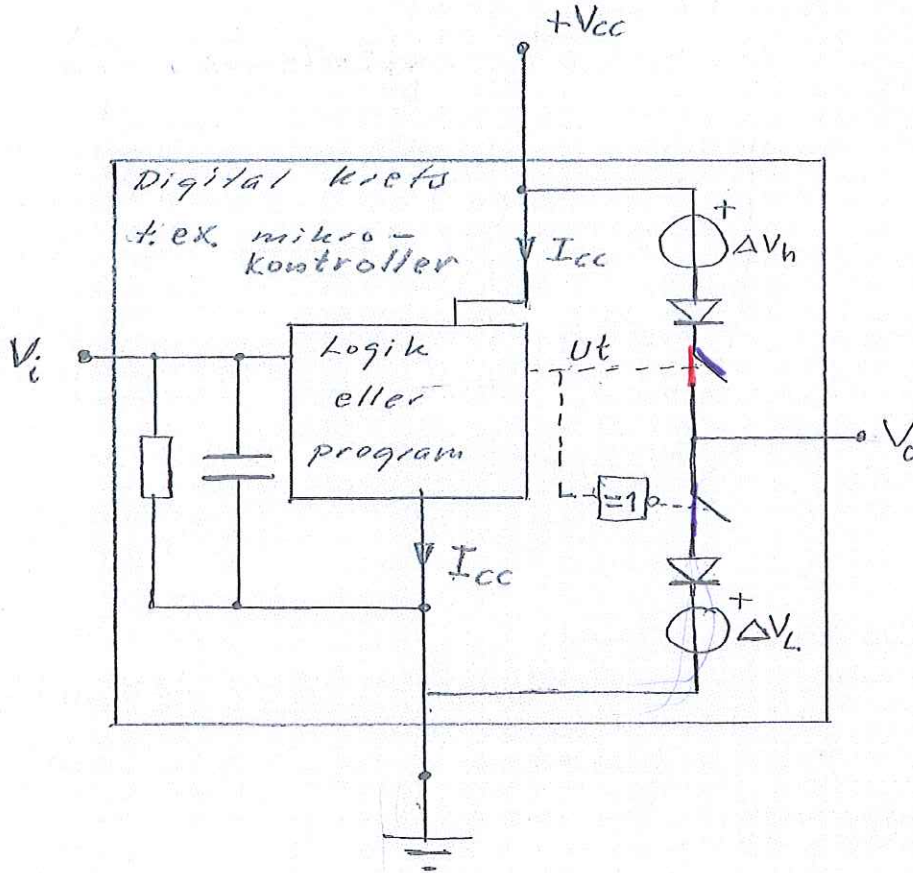 +Vcc
Digital krets
t.ex. mikro-
kontroller
Icc
+
ΔVh
Vi
Logik
eller
program
Ut
Vo
=1
Icc
+
ΔVL